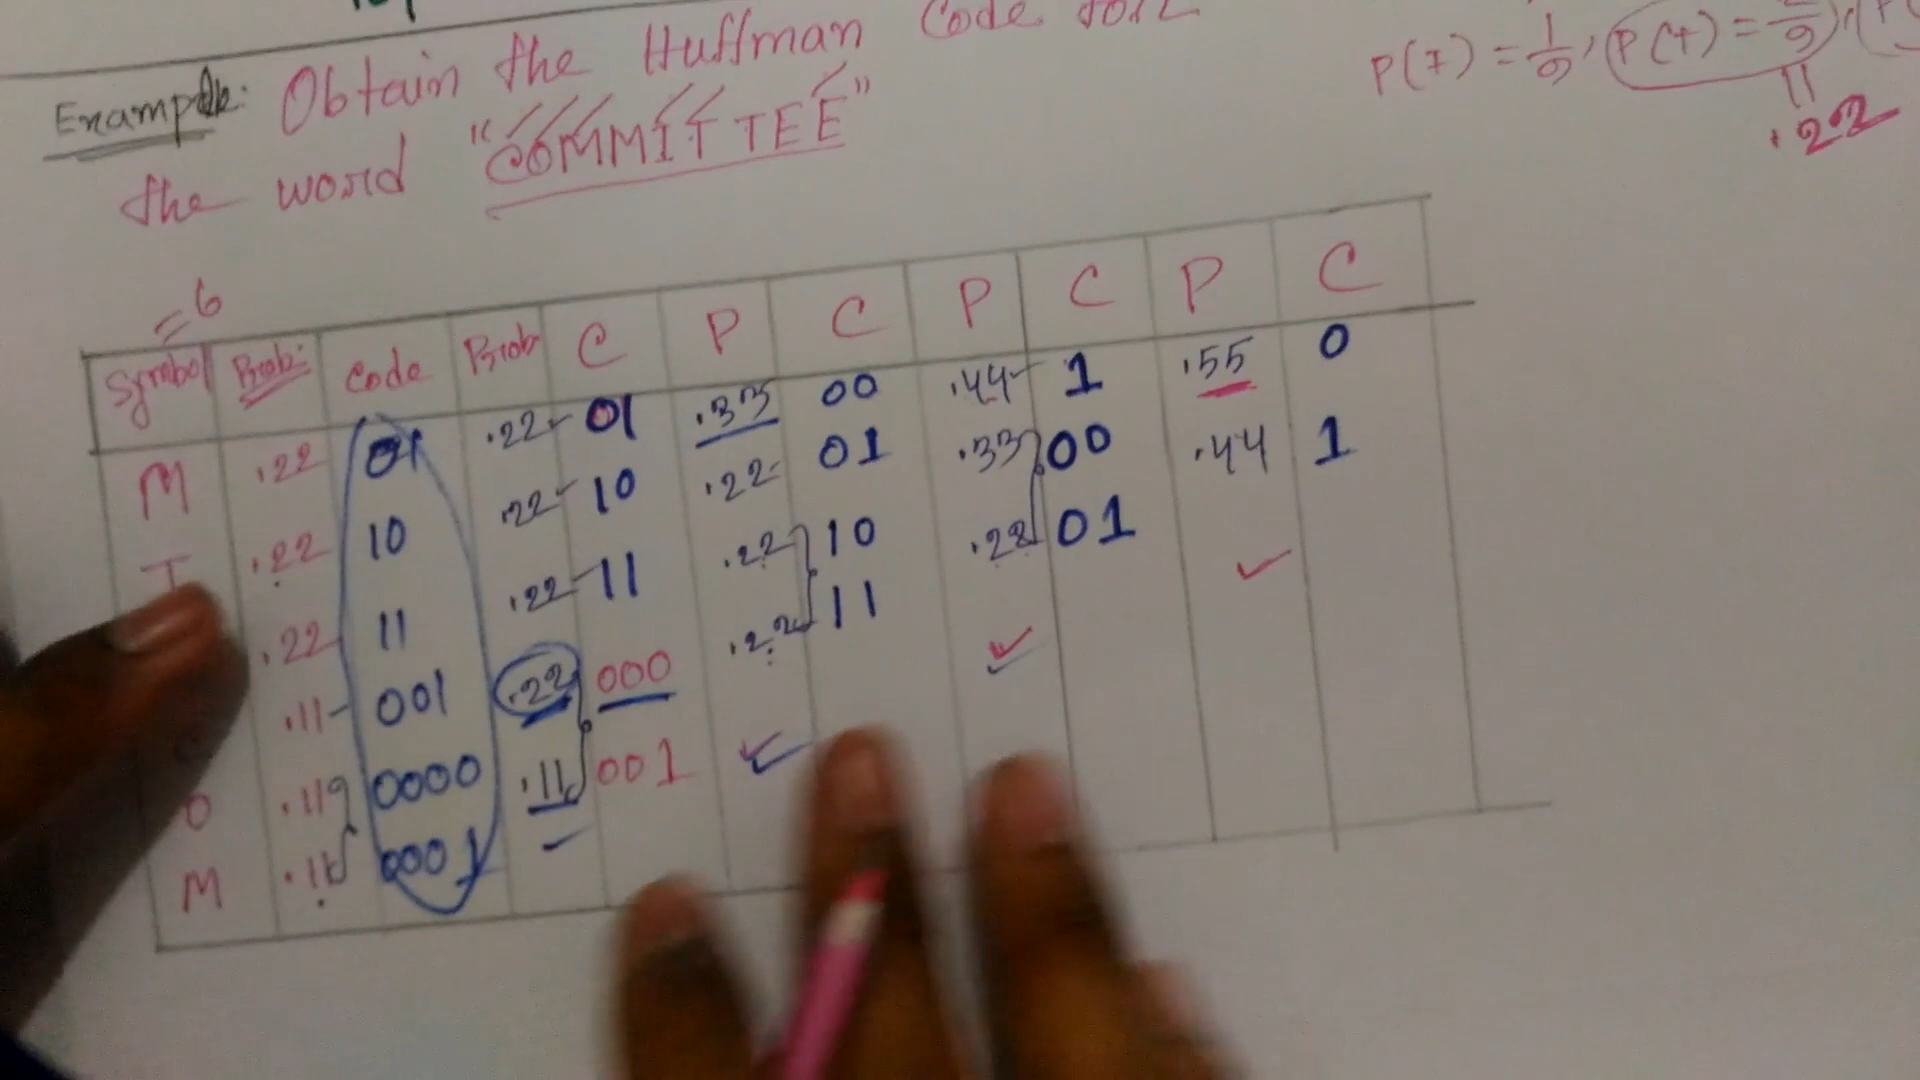 Example: Obtain the Huffman Code for
the word "COMMITTEE"
P(I) = 1/9, P(T) = 2/9,
.22
=6
Symbol Prob: Code Prob C P C P C P C
M .22 01 .22 01 .33 00 .44 1 .55 0
T .22 10 .22 10 .22 01 .33 00 .44 1
.22 11 .22 11 .22 10 .22 01
.11 001 .22 000 .22 11
O .11 0000 .11 001
M .11 0001